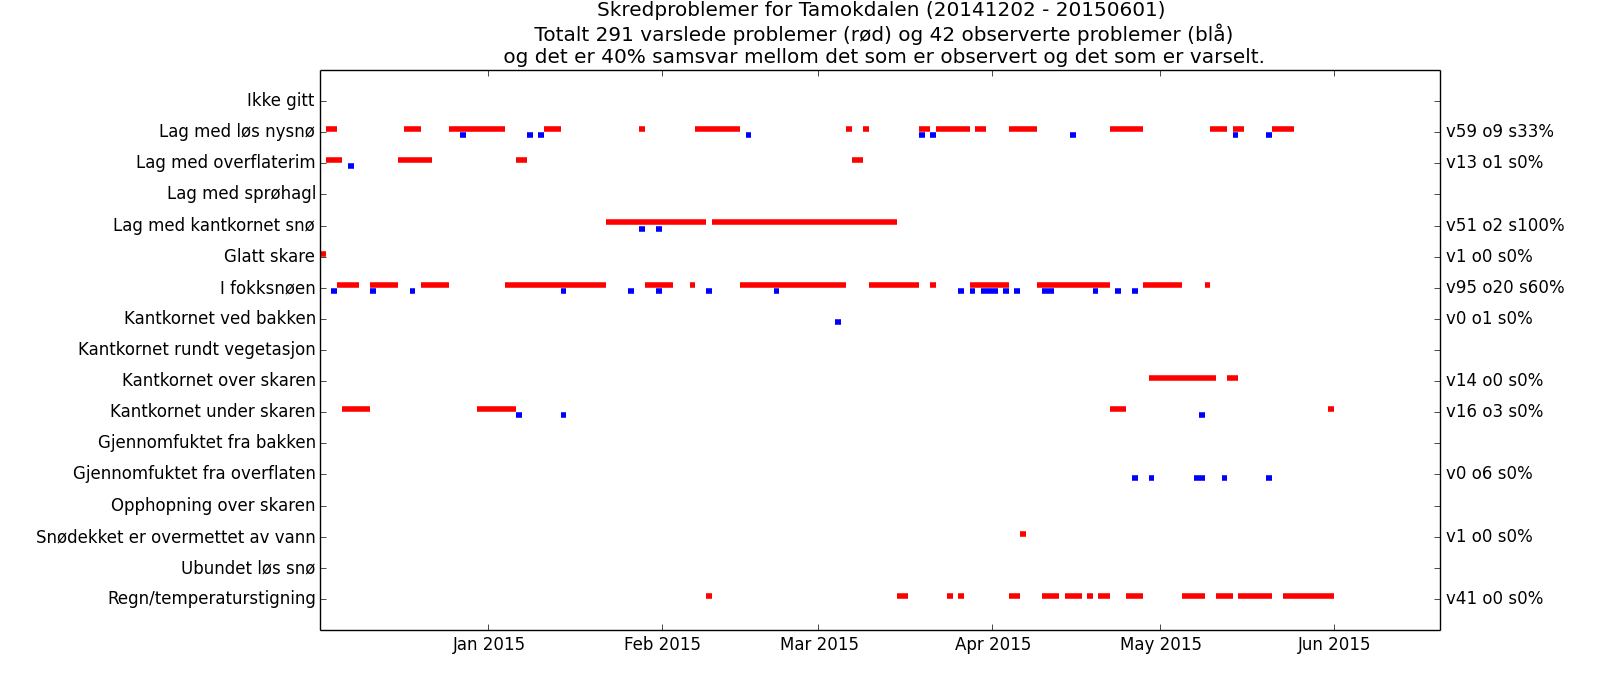 Skredproblemer for Tamokdalen (20141202 - 20150601)
Totalt 291 varslede problemer (rød) og 42 observerte problemer (blå)
og det er 40% samsvar mellom det som er observert og det som er varselt.
Ikke gitt
Lag med løs nysnø v59 o9 s33%
Lag med overflaterim v13 o1 s0%
Lag med sprøhagl
Lag med kantkornet snø v51 o2 s100%
Glatt skare v1 o0 s0%
I fokksnøen v95 o20 s60%
Kantkornet ved bakken v0 o1 s0%
Kantkornet rundt vegetasjon
Kantkornet over skaren v14 o0 s0%
Kantkornet under skaren v16 o3 s0%
Gjennomfuktet fra bakken
Gjennomfuktet fra overflaten v0 o6 s0%
Opphopning over skaren
Snødekket er overmettet av vann v1 o0 s0%
Ubundet løs snø
Regn/temperaturstigning v41 o0 s0%
Jan 2015 Feb 2015 Mar 2015 Apr 2015 May 2015 Jun 2015